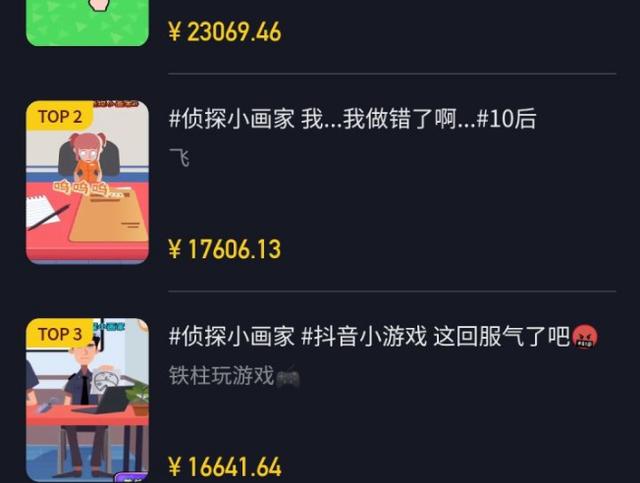 ¥ 23069.46
TOP 2
#侦探小画家 我...我做错了啊...#10后
飞
呜呜呜
¥ 17606.13
TOP 3
#侦探小画家 #抖音小游戏 这回服气了吧🤬
铁柱玩游戏🎮
¥ 16641.64